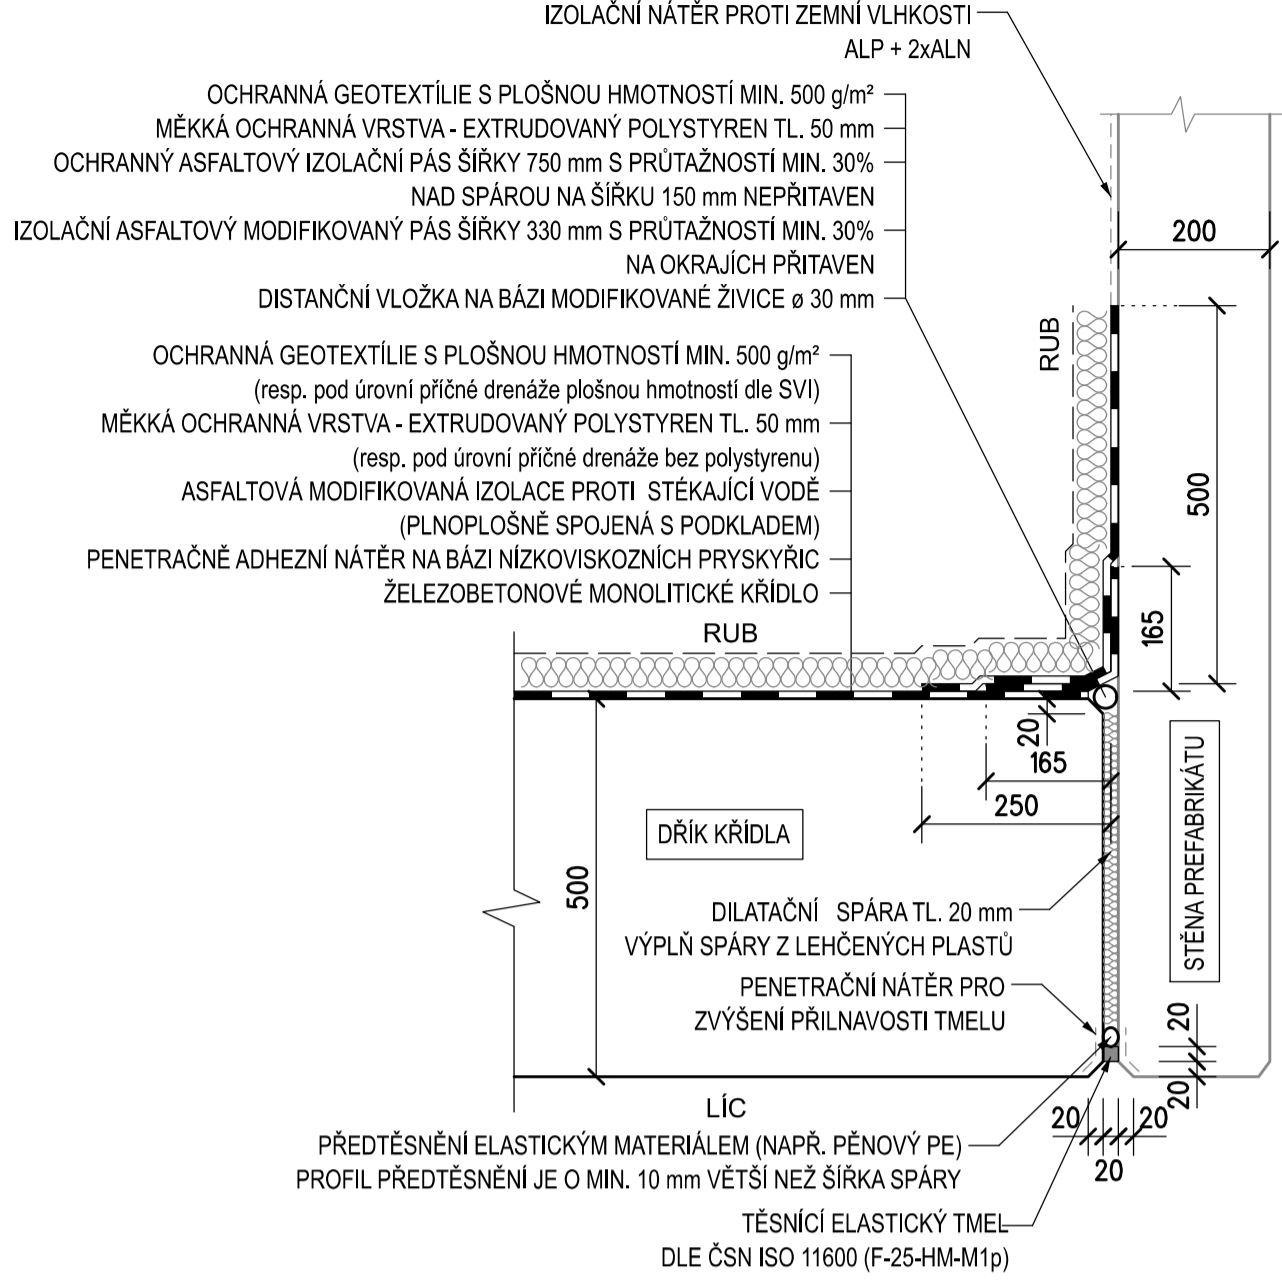 IZOLAČNÍ NÁTĚR PROTI ZEMNÍ VLHKOSTI
ALP + 2xALN
OCHRANNÁ GEOTEXTÍLIE S PLOŠNOU HMOTNOSTÍ MIN. 500 g/m²
MĚKKÁ OCHRANNÁ VRSTVA - EXTRUDOVANÝ POLYSTYREN TL. 50 mm
OCHRANNÝ ASFALTOVÝ IZOLAČNÍ PÁS ŠÍŘKY 750 mm S PRŮTAŽNOSTÍ MIN. 30%
NAD SPÁROU NA ŠÍŘKU 150 mm NEPŘITAVEN
IZOLAČNÍ ASFALTOVÝ MODIFIKOVANÝ PÁS ŠÍŘKY 330 mm S PRŮTAŽNOSTÍ MIN. 30%
NA OKRAJÍCH PŘITAVEN
DISTANČNÍ VLOŽKA NA BÁZI MODIFIKOVANÉ ŽIVICE ø 30 mm
200
RUB
500
165
OCHRANNÁ GEOTEXTÍLIE S PLOŠNOU HMOTNOSTÍ MIN. 500 g/m²
(resp. pod úrovní příčné drenáže plošnou hmotností dle SVI)
MĚKKÁ OCHRANNÁ VRSTVA - EXTRUDOVANÝ POLYSTYREN TL. 50 mm
(resp. pod úrovní příčné drenáže bez polystyrenu)
ASFALTOVÁ MODIFIKOVANÁ IZOLACE PROTI STÉKAJÍCÍ VODĚ
(PLNOPLOŠNĚ SPOJENÁ S PODKLADEM)
PENETRAČNĚ ADHEZNÍ NÁTĚR NA BÁZI NÍZKOVISKOZNÍCH PRYSKYŘIC
ŽELEZOBETONOVÉ MONOLITICKÉ KŘÍDLO
RUB
20
165
250
DŘÍK KŘÍDLA
500
STĚNA PREFABRIKÁTU
DILATAČNÍ SPÁRA TL. 20 mm
VÝPLŇ SPÁRY Z LEHČENÝCH PLASTŮ
PENETRAČNÍ NÁTĚR PRO
ZVÝŠENÍ PŘILNAVOSTI TMELU
20
20
LÍC
20
20
20
PŘEDTĚSNĚNÍ ELASTICKÝM MATERIÁLEM (NAPŘ. PĚNOVÝ PE)
PROFIL PŘEDTĚSNĚNÍ JE O MIN. 10 mm VĚTŠÍ NEŽ ŠÍŘKA SPÁRY
TĚSNÍCÍ ELASTICKÝ TMEL
DLE ČSN ISO 11600 (F-25-HM-M1p)